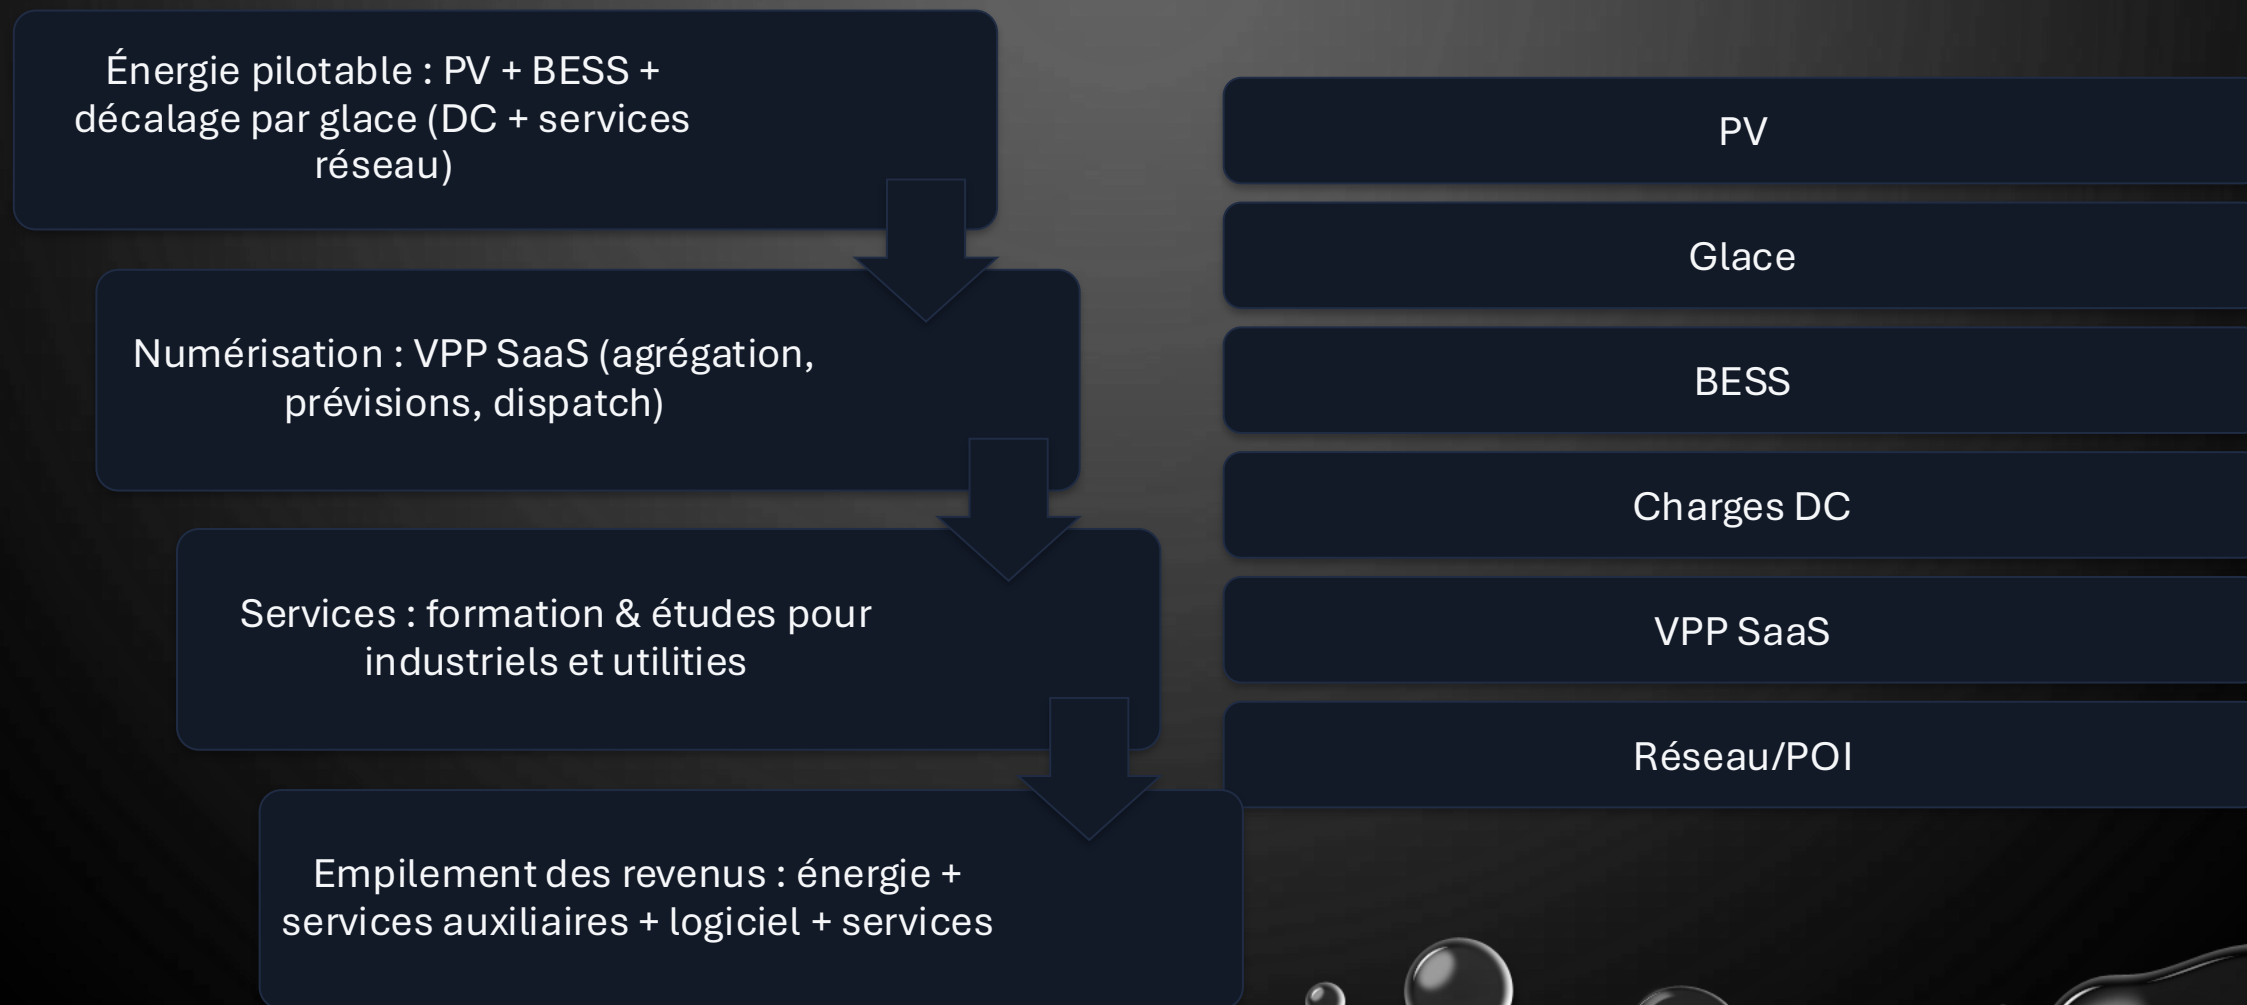 Énergie pilotable : PV + BESS +
décalage par glace (DC + services
réseau)
Numérisation : VPP SaaS (agrégation,
prévisions, dispatch)
Services : formation & études pour
industriels et utilities
Empilement des revenus : énergie +
services auxiliaires + logiciel + services
PV
Glace
BESS
Charges DC
VPP SaaS
Réseau/POI